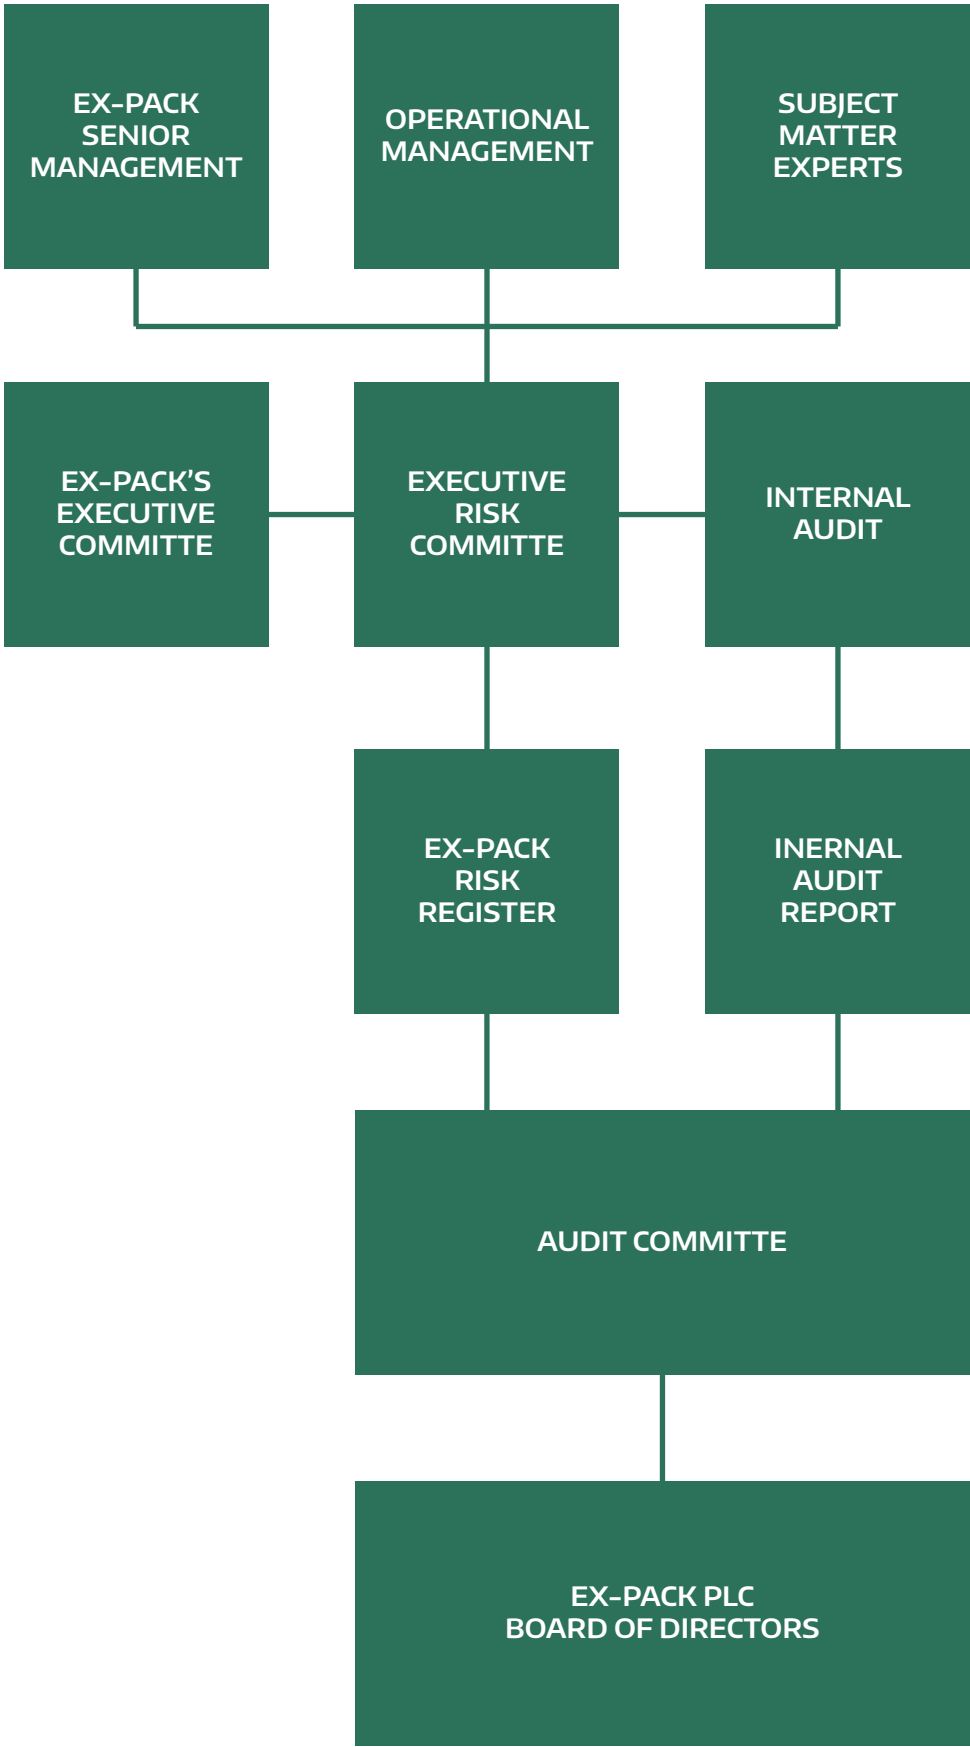 EX-PACK
SENIOR
MANAGEMENT
OPERATIONAL
MANAGEMENT
SUBJECT
MATTER
EXPERTS
EX-PACK’S
EXECUTIVE
COMMITTE
EXECUTIVE
RISK
COMMITTE
INTERNAL
AUDIT
EX-PACK
RISK
REGISTER
INERNAL
AUDIT
REPORT
AUDIT COMMITTE
EX-PACK PLC
BOARD OF DIRECTORS